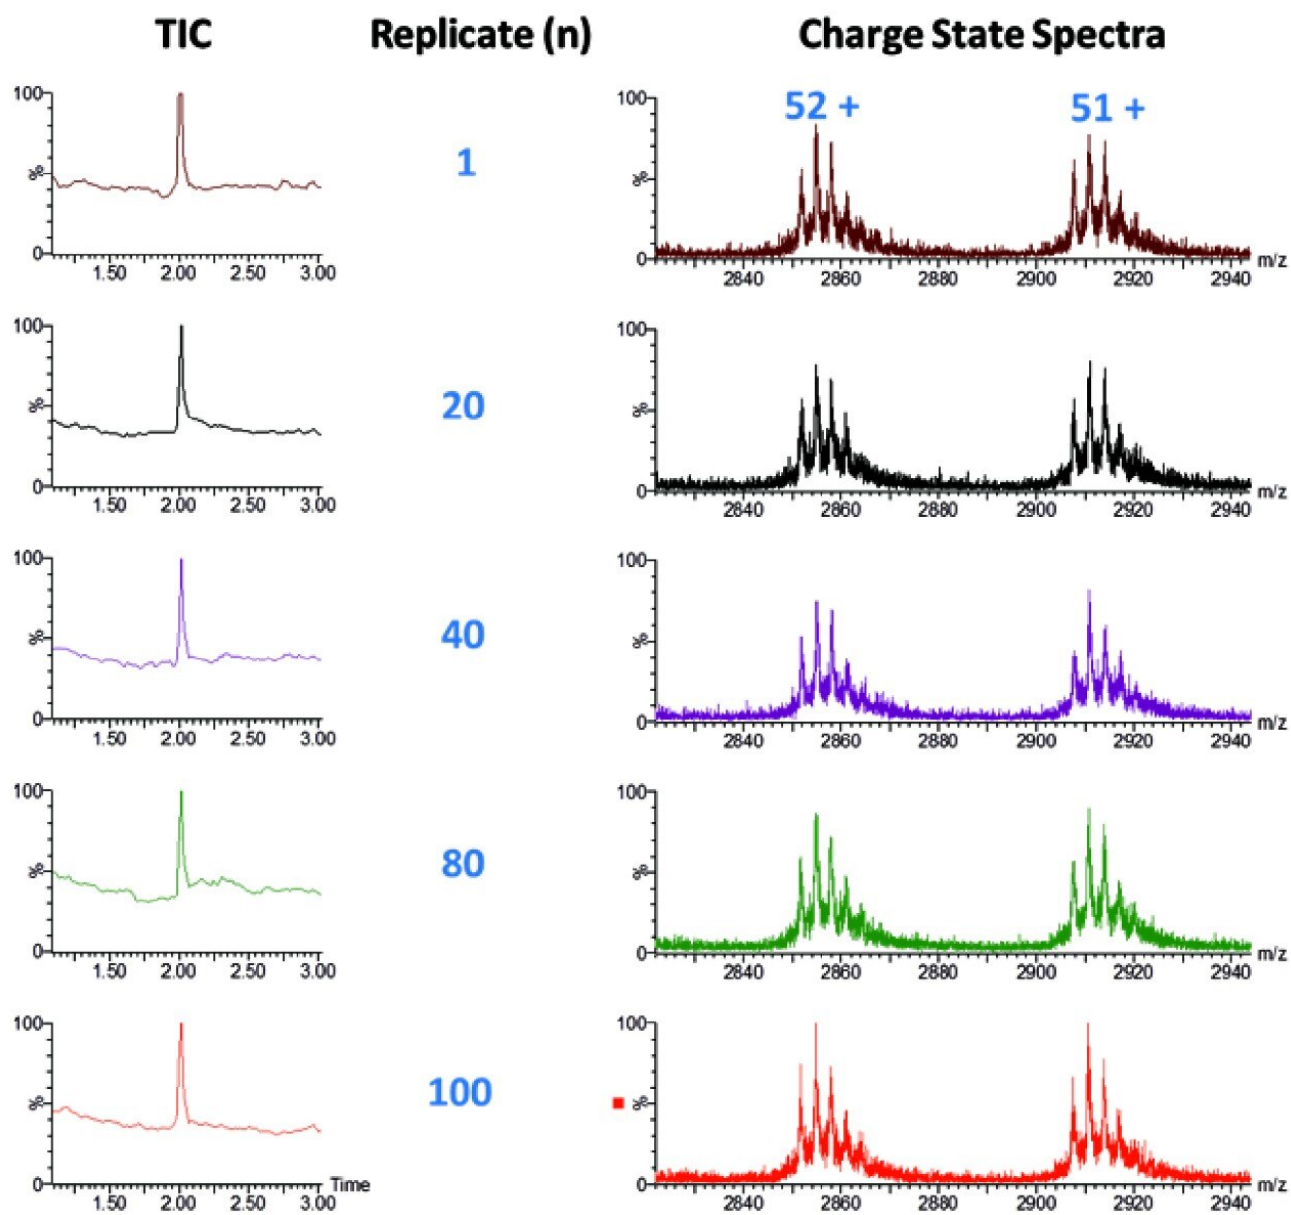 TIC Replicate (n) Charge State Spectra
100 % 0 1.50 2.00 2.50 3.00
1
100 % 0 52 + 51 + 2840 2860 2880 2900 2920 2940 m/z
100 % 0 1.50 2.00 2.50 3.00
20
100 % 0 2840 2860 2880 2900 2920 2940 m/z
100 % 0 1.50 2.00 2.50 3.00
40
100 % 0 2840 2860 2880 2900 2920 2940 m/z
100 % 0 1.50 2.00 2.50 3.00
80
100 % 0 2840 2860 2880 2900 2920 2940 m/z
100 % 0 1.50 2.00 2.50 3.00 Time
100
100 % 0 2840 2860 2880 2900 2920 2940 m/z